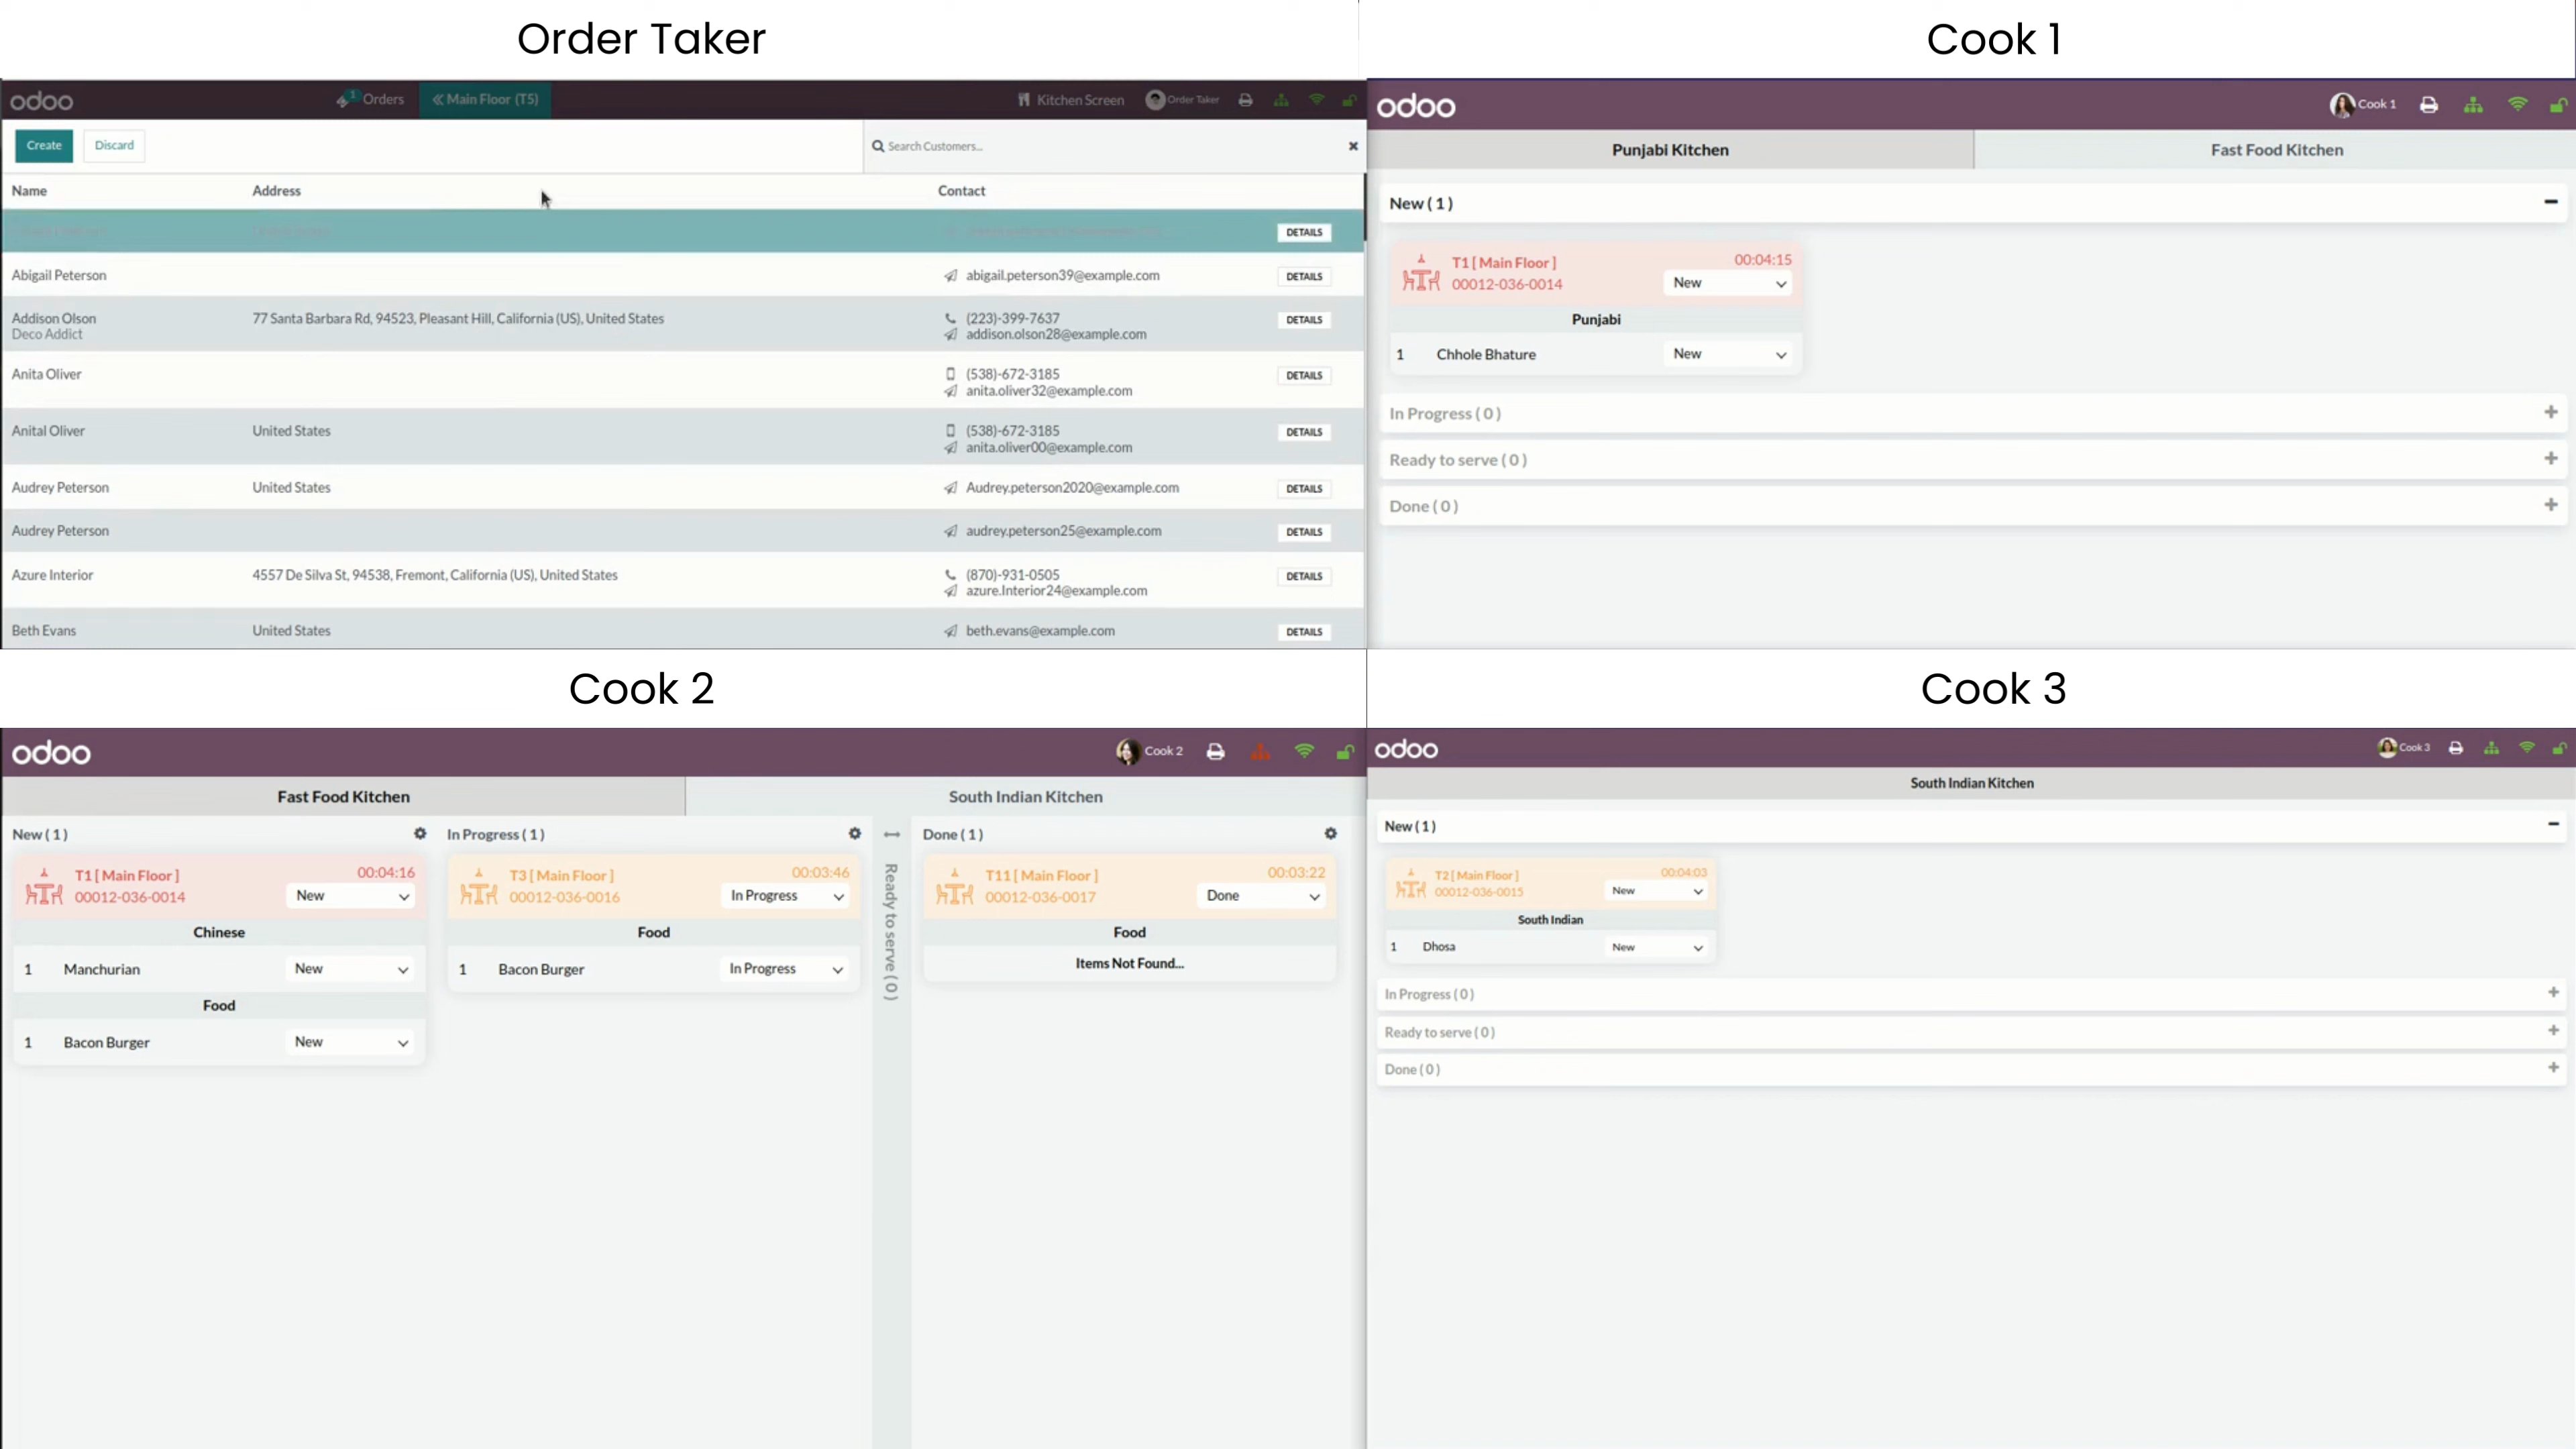 Order Taker
odoo
1 Orders
Main Floor (T5)
Kitchen Screen
Order Taker
Create
Discard
Search Customers...
Name Address Contact
DETAILS
Abigail Peterson abigail.peterson39@example.com DETAILS
Addison Olson 77 Santa Barbara Rd, 94523, Pleasant Hill, California (US), United States (223)-399-7637 DETAILS
Deco Addict addison.olson28@example.com
Anita Oliver (538)-672-3185 DETAILS
anita.oliver32@example.com
Anital Oliver United States (538)-672-3185 DETAILS
anita.oliver00@example.com
Audrey Peterson United States Audrey.peterson2020@example.com DETAILS
Audrey Peterson audrey.peterson25@example.com DETAILS
Azure Interior 4557 De Silva St, 94538, Fremont, California (US), United States (870)-931-0505 DETAILS
azure.Interior24@example.com
Beth Evans United States beth.evans@example.com DETAILS
Cook 1
odoo
Cook 1
Punjabi Kitchen Fast Food Kitchen
New ( 1 )
T1 [ Main Floor ] 00:04:15
00012-036-0014 New
Punjabi
1 Chhole Bhature New
In Progress ( 0 )
Ready to serve ( 0 )
Done ( 0 )
Cook 2
odoo
Cook 2
Fast Food Kitchen South Indian Kitchen
New ( 1 )
T1 [ Main Floor ] 00:04:16
00012-036-0014 New
Chinese
1 Manchurian New
Food
1 Bacon Burger New
In Progress ( 1 )
T3 [ Main Floor ] 00:03:46
00012-036-0016 In Progress
Food
1 Bacon Burger In Progress
Ready to serve ( 0 )
Done ( 1 )
T11 [ Main Floor ] 00:03:22
00012-036-0017 Done
Food
Items Not Found...
Cook 3
odoo
Cook 3
South Indian Kitchen
New ( 1 )
T2 [ Main Floor ] 00:04:03
00012-036-0015 New
South Indian
1 Dhosa New
In Progress ( 0 )
Ready to serve ( 0 )
Done ( 0 )